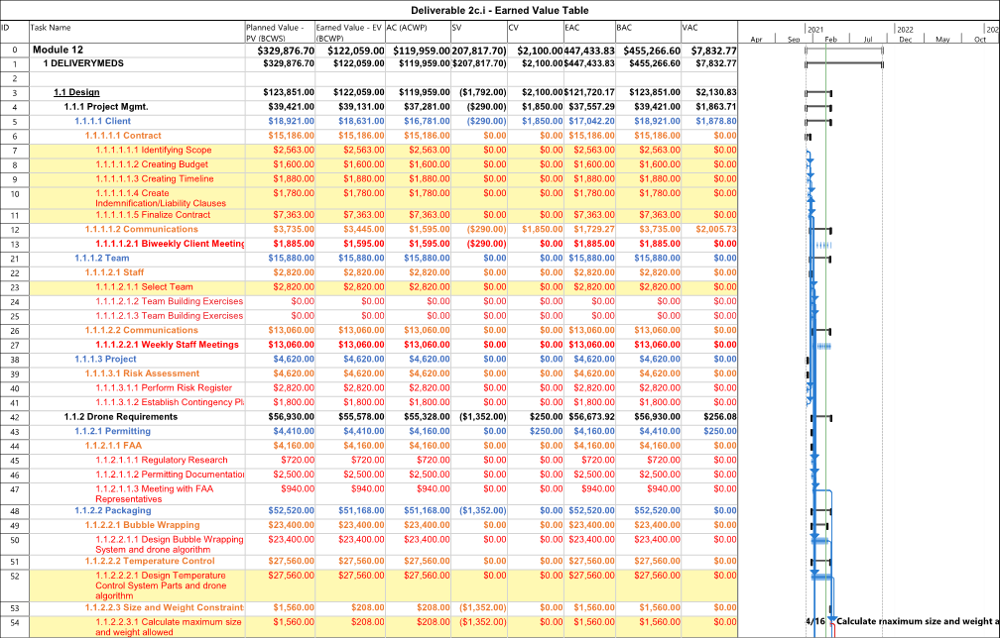 Deliverable 2c.i - Earned Value Table
ID Task Name Planned Value - PV (BCWS) Earned Value - EV (BCWP) AC (ACWP) SV CV EAC BAC VAC
2021 2022 202
Apr Sep Feb Jul Dec May Oct
0 Module 12 $329,876.70 $122,059.00 $119,959.00 207,817.70) $2,100.00 447,433.83 $455,266.60 $7,832.77
1 1 DELIVERYMEDS $329,876.70 $122,059.00 $119,959.00 $207,817.70) $2,100.00 $447,433.83 $455,266.60 $7,832.77
2
3 1.1 Design $123,851.00 $122,059.00 $119,959.00 ($1,792.00) $2,100.00 $121,720.17 $123,851.00 $2,130.83
4 1.1.1 Project Mgmt. $39,421.00 $39,131.00 $37,281.00 ($290.00) $1,850.00 $37,557.29 $39,421.00 $1,863.71
5 1.1.1.1 Client $18,921.00 $18,631.00 $16,781.00 ($290.00) $1,850.00 $17,042.20 $18,921.00 $1,878.80
6 1.1.1.1.1 Contract $15,186.00 $15,186.00 $15,186.00 $0.00 $0.00 $15,186.00 $15,186.00 $0.00
7 1.1.1.1.1.1 Identifying Scope $2,563.00 $2,563.00 $2,563.00 $0.00 $0.00 $2,563.00 $2,563.00 $0.00
8 1.1.1.1.1.2 Creating Budget $1,600.00 $1,600.00 $1,600.00 $0.00 $0.00 $1,600.00 $1,600.00 $0.00
9 1.1.1.1.1.3 Creating Timeline $1,880.00 $1,880.00 $1,880.00 $0.00 $0.00 $1,880.00 $1,880.00 $0.00
10 1.1.1.1.1.4 Create $1,780.00 $1,780.00 $1,780.00 $0.00 $0.00 $1,780.00 $1,780.00 $0.00
Indemnification/Liability Clauses
11 1.1.1.1.1.5 Finalize Contract $7,363.00 $7,363.00 $7,363.00 $0.00 $0.00 $7,363.00 $7,363.00 $0.00
12 1.1.1.1.2 Communications $3,735.00 $3,445.00 $1,595.00 ($290.00) $1,850.00 $1,729.27 $3,735.00 $2,005.73
13 1.1.1.1.2.1 Biweekly Client Meeting $1,885.00 $1,595.00 $1,595.00 ($290.00) $0.00 $1,885.00 $1,885.00 $0.00
21 1.1.1.2 Team $15,880.00 $15,880.00 $15,880.00 $0.00 $0.00 $15,880.00 $15,880.00 $0.00
22 1.1.1.2.1 Staff $2,820.00 $2,820.00 $2,820.00 $0.00 $0.00 $2,820.00 $2,820.00 $0.00
23 1.1.1.2.1.1 Select Team $2,820.00 $2,820.00 $2,820.00 $0.00 $0.00 $2,820.00 $2,820.00 $0.00
24 1.1.1.2.1.2 Team Building Exercises $0.00 $0.00 $0.00 $0.00 $0.00 $0.00 $0.00 $0.00
25 1.1.1.2.1.3 Team Building Exercises $0.00 $0.00 $0.00 $0.00 $0.00 $0.00 $0.00 $0.00
26 1.1.1.2.2 Communications $13,060.00 $13,060.00 $13,060.00 $0.00 $0.00 $13,060.00 $13,060.00 $0.00
27 1.1.1.2.2.1 Weekly Staff Meetings $13,060.00 $13,060.00 $13,060.00 $0.00 $0.00 $13,060.00 $13,060.00 $0.00
38 1.1.1.3 Project $4,620.00 $4,620.00 $4,620.00 $0.00 $0.00 $4,620.00 $4,620.00 $0.00
39 1.1.1.3.1 Risk Assessment $4,620.00 $4,620.00 $4,620.00 $0.00 $0.00 $4,620.00 $4,620.00 $0.00
40 1.1.1.3.1.1 Perform Risk Register $2,820.00 $2,820.00 $2,820.00 $0.00 $0.00 $2,820.00 $2,820.00 $0.00
41 1.1.1.3.1.2 Establish Contingency Pl $1,800.00 $1,800.00 $1,800.00 $0.00 $0.00 $1,800.00 $1,800.00 $0.00
42 1.1.2 Drone Requirements $56,930.00 $55,578.00 $55,328.00 ($1,352.00) $250.00 $56,673.92 $56,930.00 $256.08
43 1.1.2.1 Permitting $4,410.00 $4,410.00 $4,160.00 $0.00 $250.00 $4,160.00 $4,410.00 $250.00
44 1.1.2.1.1 FAA $4,160.00 $4,160.00 $4,160.00 $0.00 $0.00 $4,160.00 $4,160.00 $0.00
45 1.1.2.1.1.1 Regulatory Research $720.00 $720.00 $720.00 $0.00 $0.00 $720.00 $720.00 $0.00
46 1.1.2.1.1.2 Permitting Documentation $2,500.00 $2,500.00 $2,500.00 $0.00 $0.00 $2,500.00 $2,500.00 $0.00
47 1.1.2.1.1.3 Meeting with FAA $940.00 $940.00 $940.00 $0.00 $0.00 $940.00 $940.00 $0.00
Representatives
48 1.1.2.2 Packaging $52,520.00 $51,168.00 $51,168.00 ($1,352.00) $0.00 $52,520.00 $52,520.00 $0.00
49 1.1.2.2.1 Bubble Wrapping $23,400.00 $23,400.00 $23,400.00 $0.00 $0.00 $23,400.00 $23,400.00 $0.00
50 1.1.2.2.1.1 Design Bubble Wrapping $23,400.00 $23,400.00 $23,400.00 $0.00 $0.00 $23,400.00 $23,400.00 $0.00
System and drone algorithm
51 1.1.2.2.2 Temperature Control $27,560.00 $27,560.00 $27,560.00 $0.00 $0.00 $27,560.00 $27,560.00 $0.00
52 1.1.2.2.2.1 Design Temperature $27,560.00 $27,560.00 $27,560.00 $0.00 $0.00 $27,560.00 $27,560.00 $0.00
Control System Parts and drone
algorithm
53 1.1.2.2.3 Size and Weight Constraint $1,560.00 $208.00 $208.00 ($1,352.00) $0.00 $1,560.00 $1,560.00 $0.00
54 1.1.2.2.3.1 Calculate maximum size $1,560.00 $208.00 $208.00 ($1,352.00) $0.00 $1,560.00 $1,560.00 $0.00 4/16 Calculate maximum size and weight a
and weight allowed